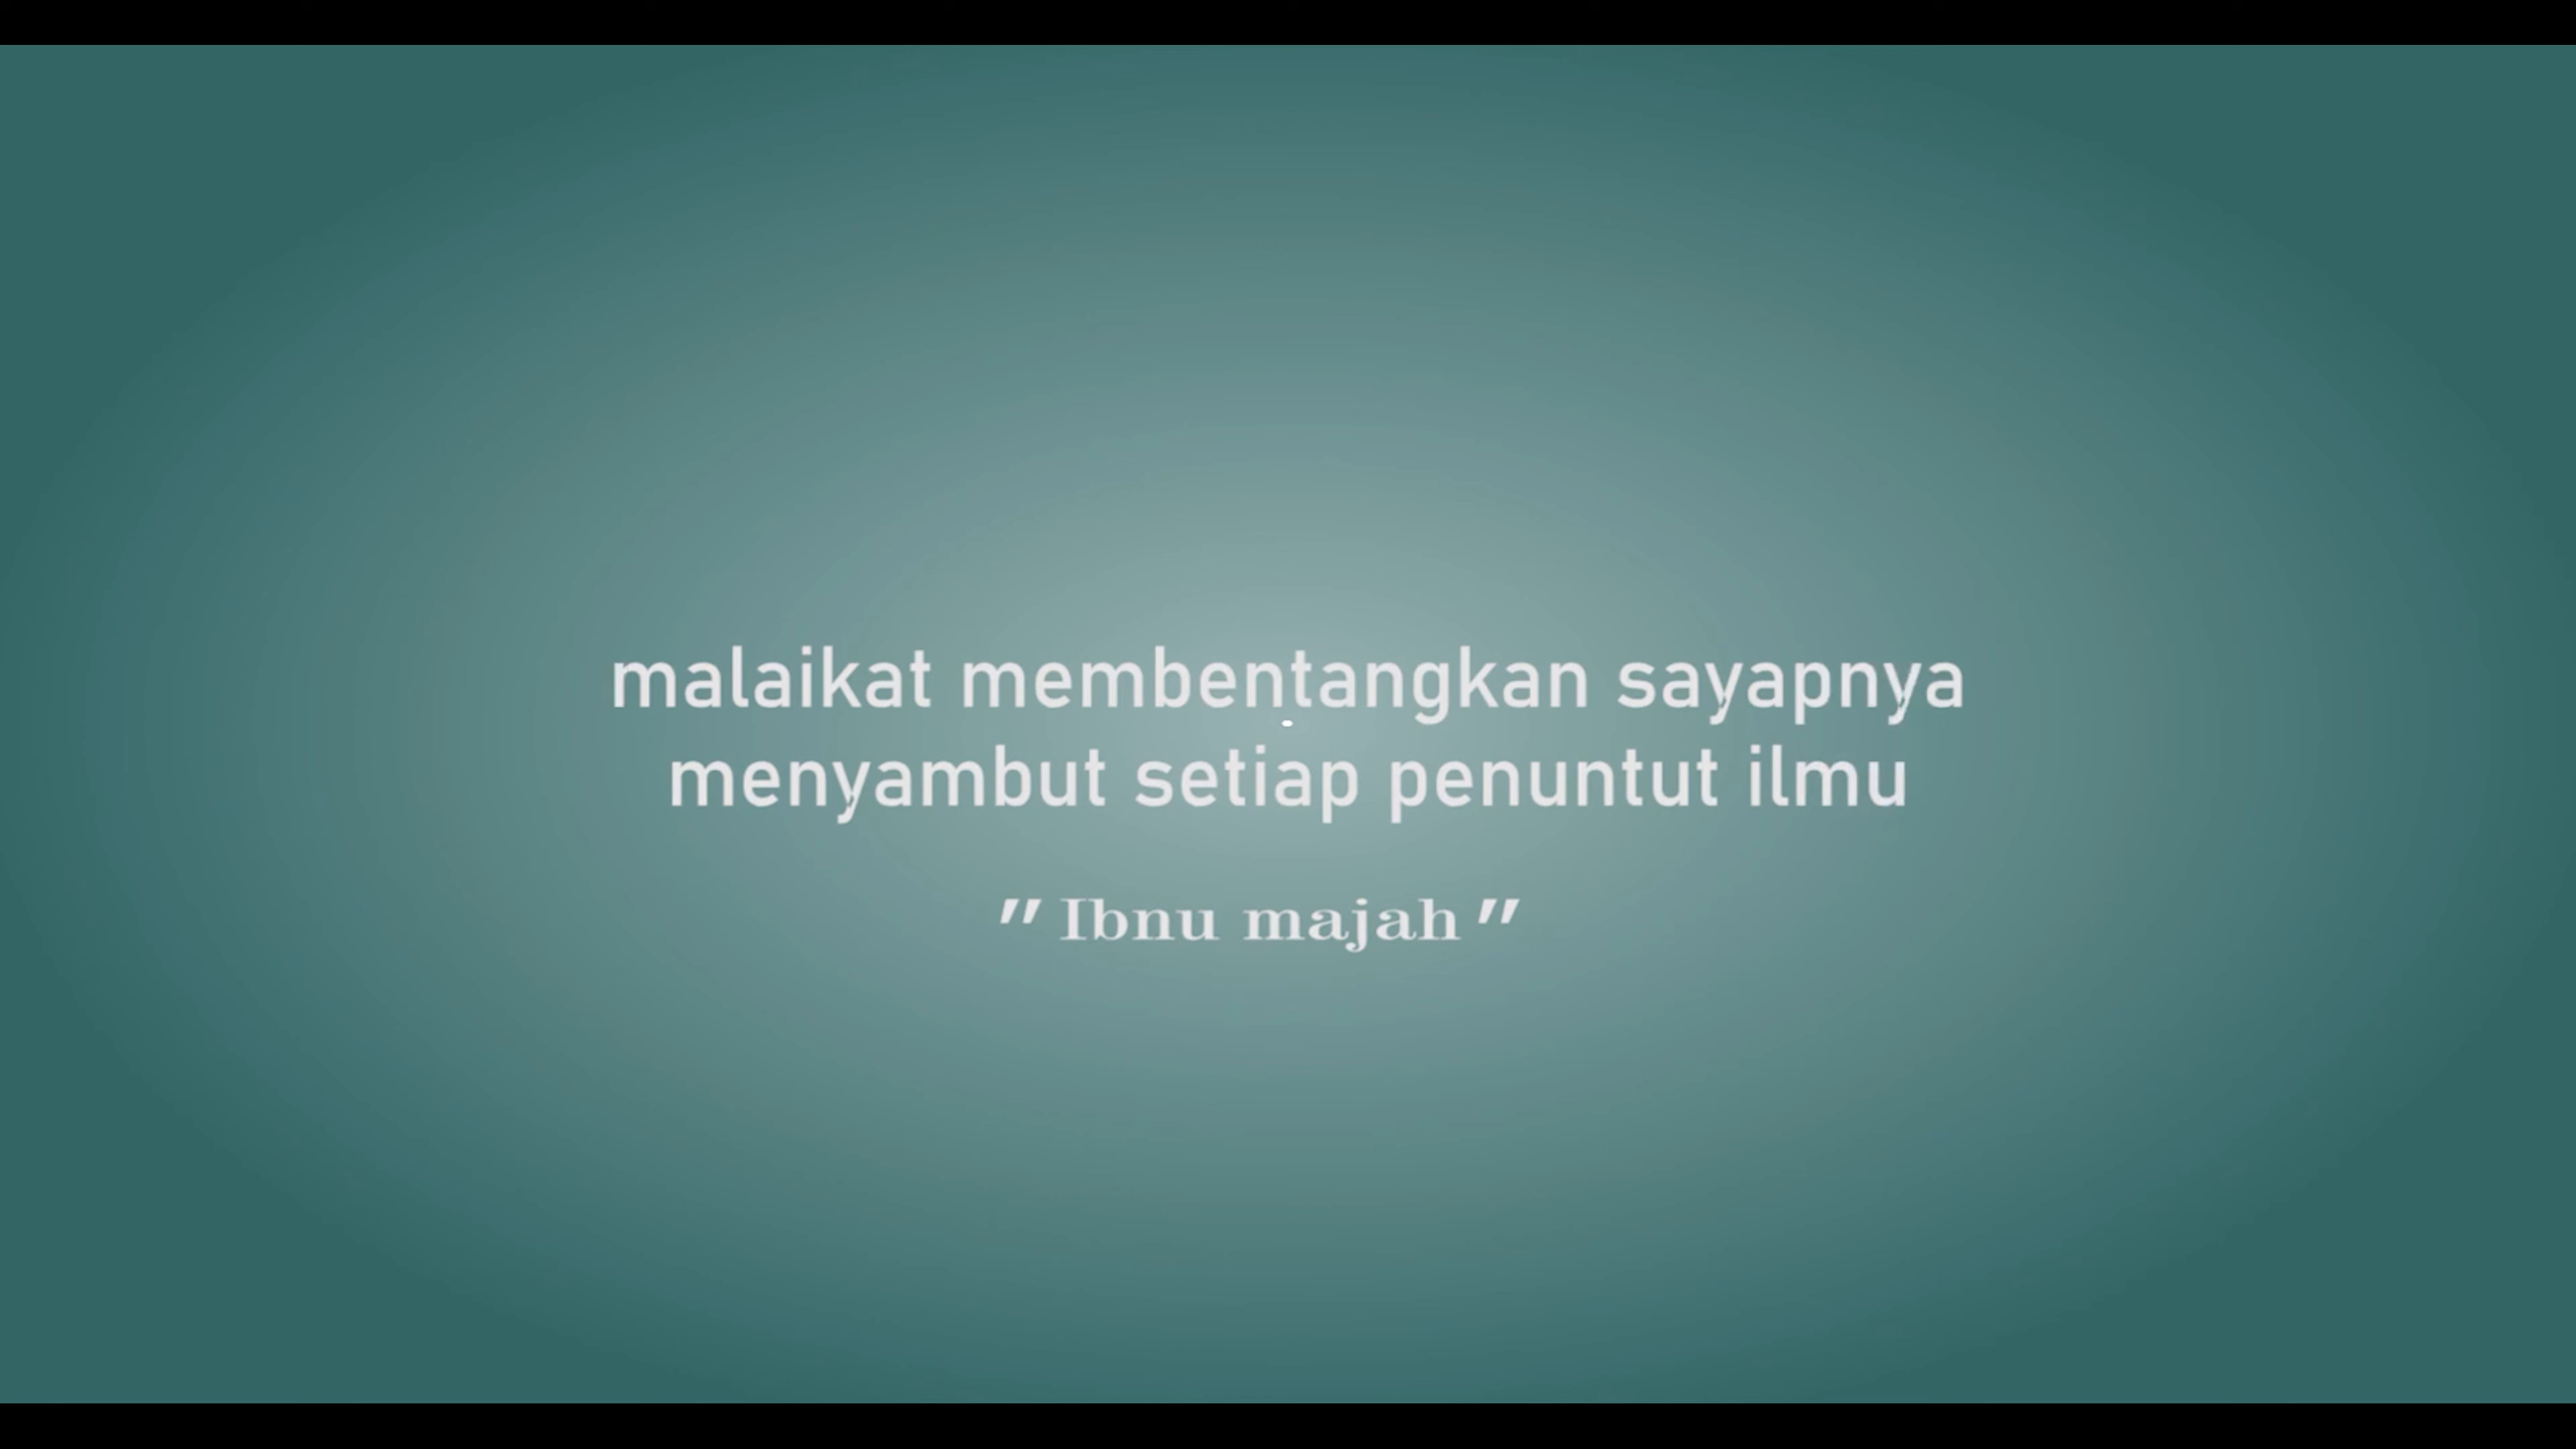 malaikat membentangkan sayapnya
menyambut setiap penuntut ilmu
"Ibnu majah"